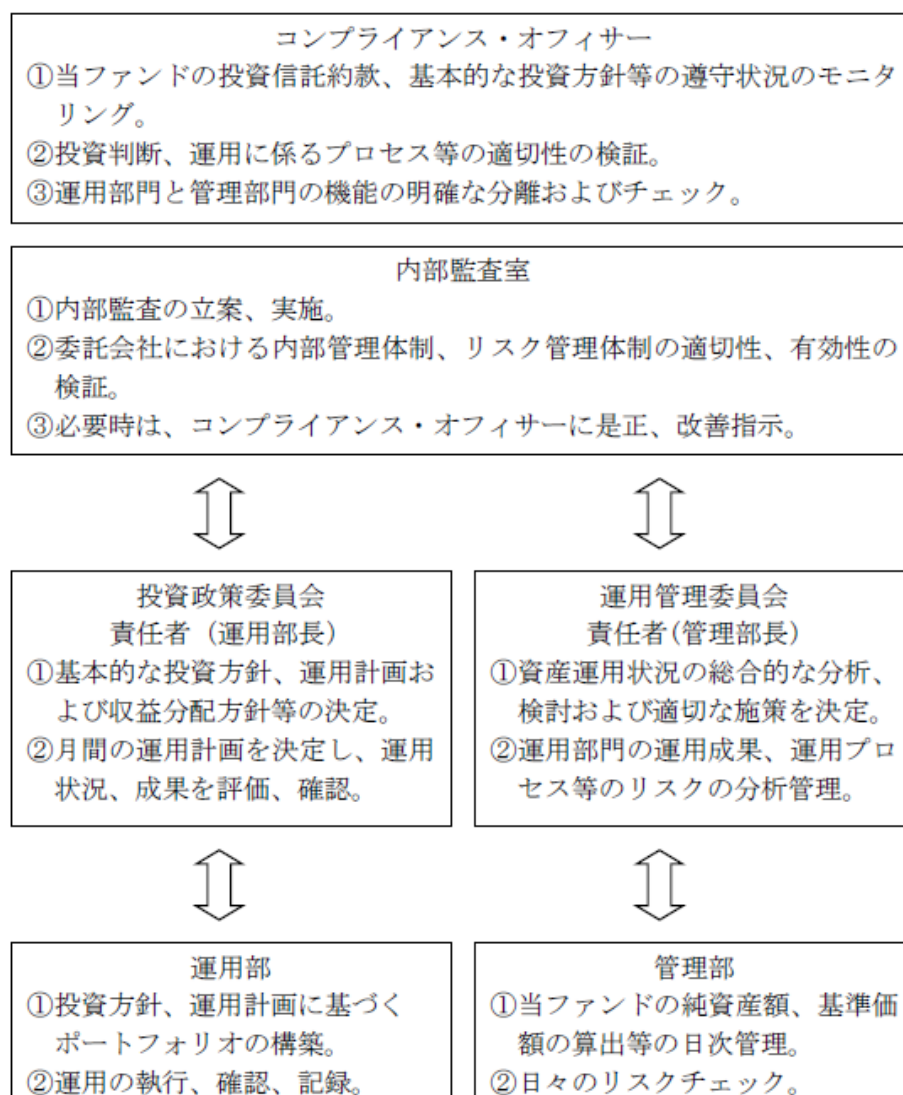 コンプライアンス・オフィサー
①当ファンドの投資信託約款、基本的な投資方針等の遵守状況のモニタ
リング。
②投資判断、運用に係るプロセス等の適切性の検証。
③運用部門と管理部門の機能の明確な分離およびチェック。
内部監査室
①内部監査の立案、実施。
②委託会社における内部管理体制、リスク管理体制の適切性、有効性の
検証。
③必要時は、コンプライアンス・オフィサーに是正、改善指示。
投資政策委員会
責任者（運用部長）
①基本的な投資方針、運用計画お
よび収益分配方針等の決定。
②月間の運用計画を決定し、運用
状況、成果を評価、確認。
運用管理委員会
責任者(管理部長）
①資産運用状況の総合的な分析、
検討および適切な施策を決定。
②運用部門の運用成果、運用プロ
セス等のリスクの分析管理。
運用部
①投資方針、運用計画に基づく
ポートフォリオの構築。
②運用の執行、確認、記録。
管理部
①当ファンドの純資産額、基準価
額の算出等の日次管理。
②日々のリスクチェック。